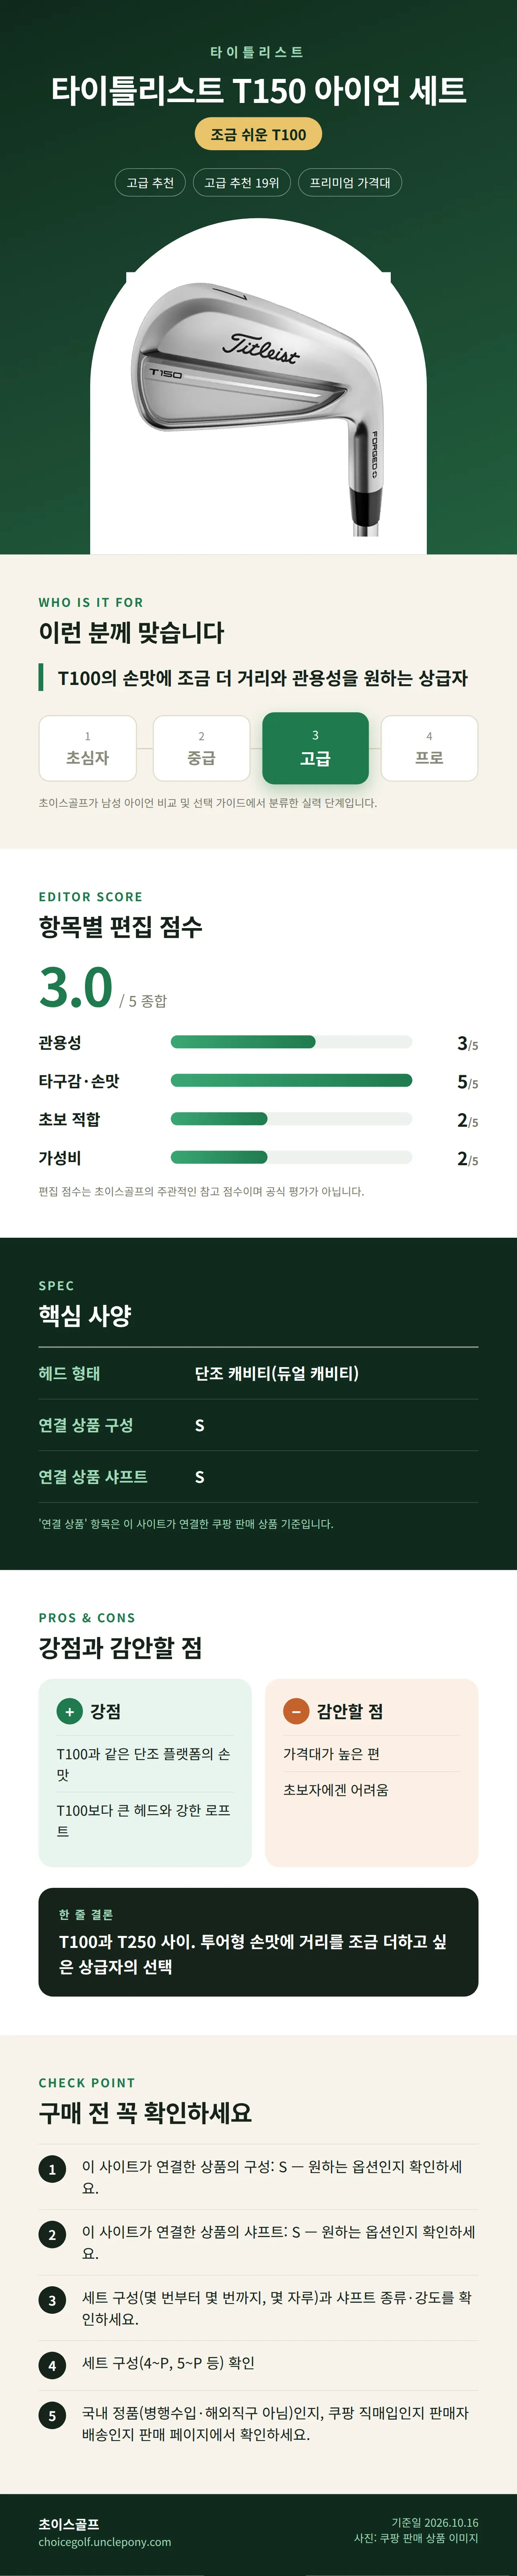 타이틀리스트
타이틀리스트 T150 아이언 세트
조금 쉬운 T100
고급 추천
고급 추천 19위
프리미엄 가격대
Titleist
T150
FORGED
WHO IS IT FOR
이런 분께 맞습니다
T100의 손맛에 조금 더 거리와 관용성을 원하는 상급자
1
초심자
2
중급
3
고급
4
프로
초이스골프가 남성 아이언 비교 및 선택 가이드에서 분류한 실력 단계입니다.
EDITOR SCORE
항목별 편집 점수
3.0 / 5 종합
관용성 3/5
타구감·손맛 5/5
초보 적합 2/5
가성비 2/5
편집 점수는 초이스골프의 주관적인 참고 점수이며 공식 평가가 아닙니다.
SPEC
핵심 사양
헤드 형태 단조 캐비티(듀얼 캐비티)
연결 상품 구성 S
연결 상품 샤프트 S
'연결 상품' 항목은 이 사이트가 연결한 쿠팡 판매 상품 기준입니다.
PROS & CONS
강점과 감안할 점
+ 강점
T100과 같은 단조 플랫폼의 손
맛
T100보다 큰 헤드와 강한 로프
트
− 감안할 점
가격대가 높은 편
초보자에겐 어려움
한 줄 결론
T100과 T250 사이. 투어형 손맛에 거리를 조금 더하고 싶
은 상급자의 선택
CHECK POINT
구매 전 꼭 확인하세요
1 이 사이트가 연결한 상품의 구성: S — 원하는 옵션인지 확인하세
요.
2 이 사이트가 연결한 상품의 샤프트: S — 원하는 옵션인지 확인하세
요.
3 세트 구성(몇 번부터 몇 번까지, 몇 자루)과 샤프트 종류·강도를 확
인하세요.
4 세트 구성(4~P, 5~P 등) 확인
5 국내 정품(병행수입·해외직구 아님)인지, 쿠팡 직매입인지 판매자
배송인지 판매 페이지에서 확인하세요.
초이스골프
choicegolf.unclepony.com
기준일 2026.10.16
사진: 쿠팡 판매 상품 이미지